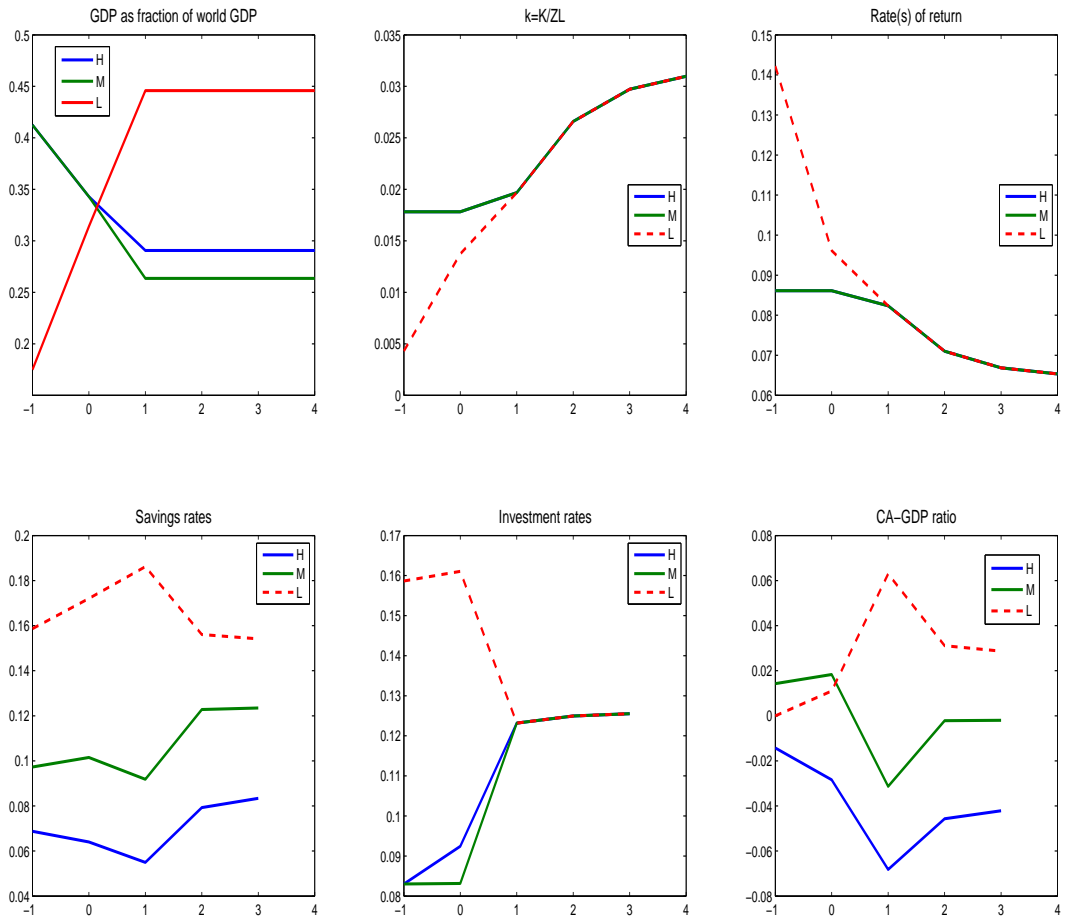 GDP as fraction of world GDP
0.5
0.45
0.4
0.35
0.3
0.25
0.2
H
M
L
−1 0 1 2 3 4
k=K/ZL
0.035
0.03
0.025
0.02
0.015
0.01
0.005
0
H
M
L
−1 0 1 2 3 4
Rate(s) of return
0.15
0.14
0.13
0.12
0.11
0.1
0.09
0.08
0.07
0.06
H
M
L
−1 0 1 2 3 4
Savings rates
0.2
0.18
0.16
0.14
0.12
0.1
0.08
0.06
0.04
H
M
L
−1 0 1 2 3 4
Investment rates
0.17
0.16
0.15
0.14
0.13
0.12
0.11
0.1
0.09
0.08
H
M
L
−1 0 1 2 3 4
CA−GDP ratio
0.08
0.06
0.04
0.02
0
−0.02
−0.04
−0.06
−0.08
H
M
L
−1 0 1 2 3 4